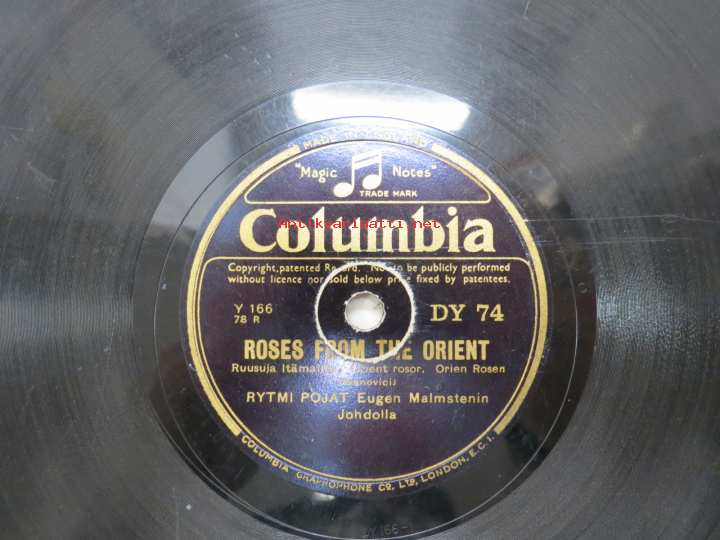 MADE IN ENGLAND
"Magic Notes"
TRADE MARK
Columbia
Antiksarikatti.net
Copyright, patented Record. Not to be publicly performed
without licence nor sold below price fixed by patentees.
Y 166
78 R
DY 74
ROSES FROM THE ORIENT
Ruusuja Itämailta. Orient rosor. Orien Rosen
RYTMI POJAT Eugen Malmstenin
Johdolla
COLUMBIA GRAPHOPHONE CO. LTD, LONDON, E.C.1.